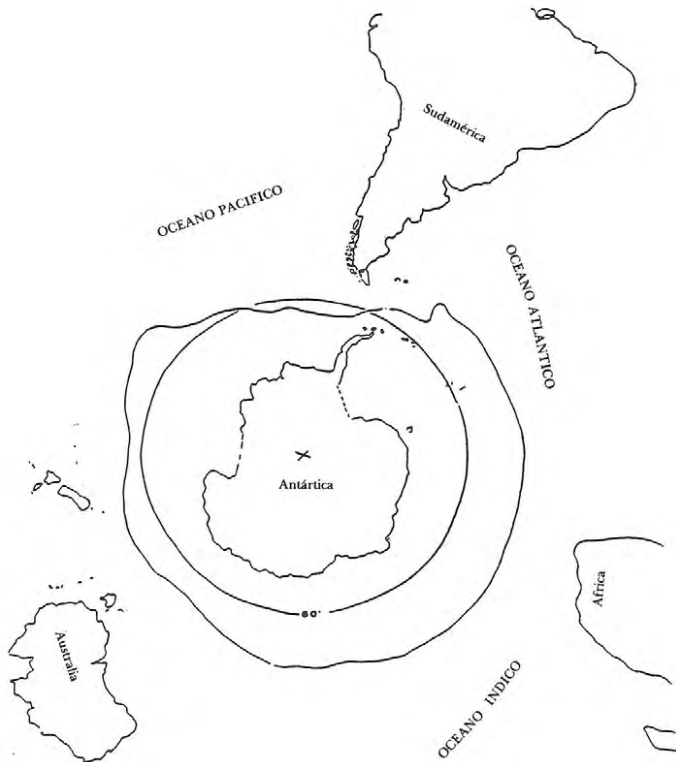 Sudamérica
OCEANO PACIFICO
OCEANO ATLANTICO
Antártica
Africa
60°
Australia
OCEANO INDICO